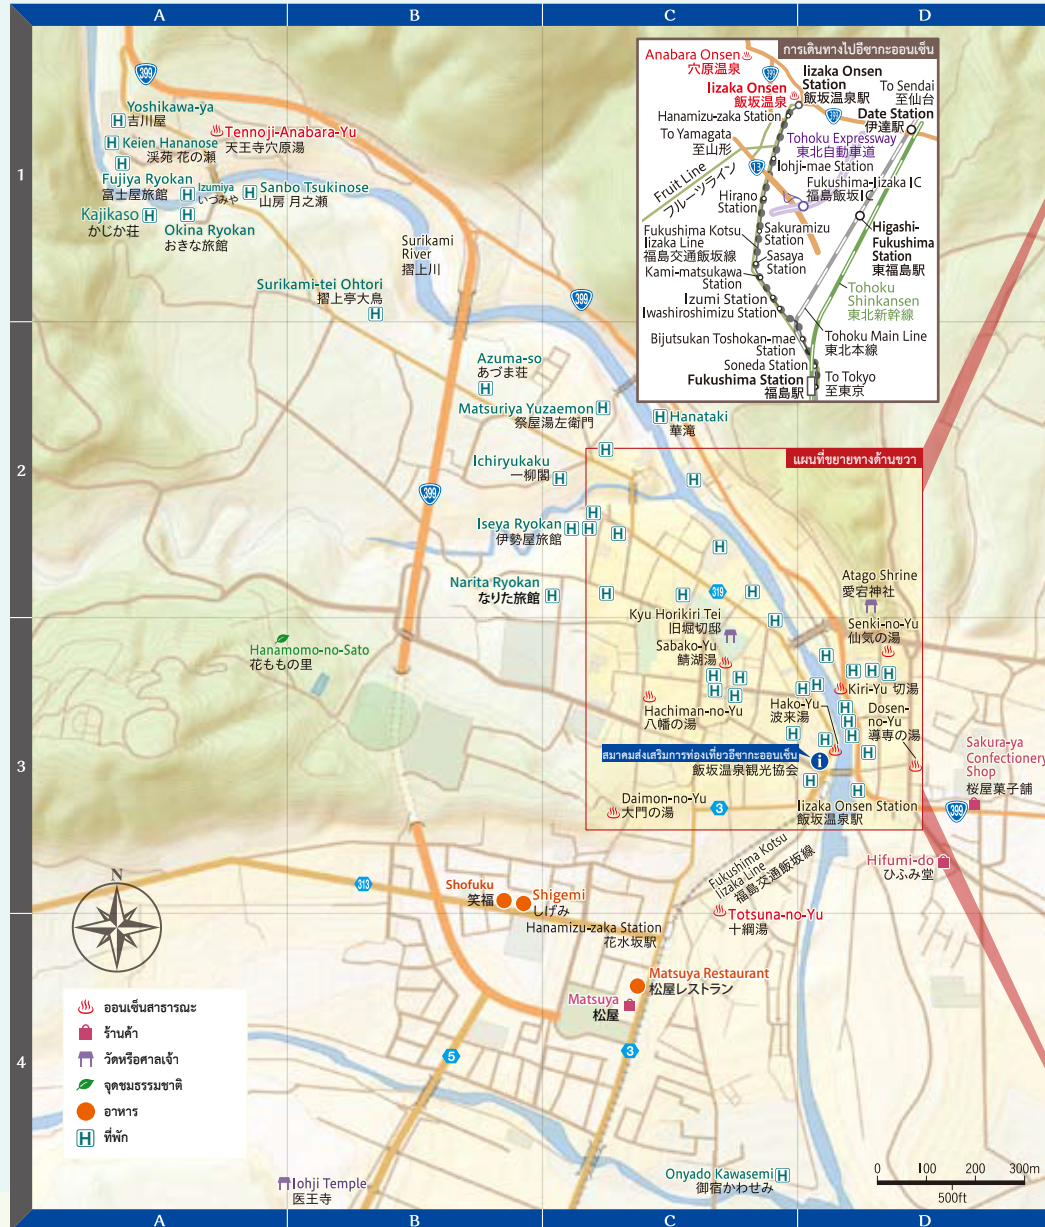 A
B
C
D
1
2
3
4
399
Yoshikawa-ya
吉川屋
Tennoji-Anabara-Yu
天王寺穴原湯
Keien Hananose
渓苑 花の瀬
Fujiya Ryokan
富士屋旅館
Izumiya
いづみや
Sanbo Tsukinose
山房 月之瀬
Kajikaso
かじか荘
Okina Ryokan
おきな旅館
Surikami
River
摺上川
Surikami-tei Ohtori
摺上亭大鳥
399
การเดินทางไปอีซากะออนเซ็น
Anabara Onsen
穴原温泉
399
Iizaka Onsen
Station
飯坂温泉駅
Iizaka Onsen
飯坂温泉
To Sendai
至仙台
Hanamizu-zaka Station
399
Date Station
伊達駅
To Yamagata
至山形
Tohoku Expressway
東北自動車道
13
Iohji-mae Station
Fruit Line
フルーツライン
Fukushima-Iizaka IC
福島飯坂IC
Hirano
Station
Fukushima Kotsu
Iizaka Line
福島交通飯坂線
Sakuramizu
Station
Higashi-
Fukushima
Station
東福島駅
Sasaya
Station
Kami-matsukawa
Station
Izumi Station
Iwashiroshimizu Station
Tohoku
Shinkansen
東北新幹線
Bijutsukan Toshokan-mae
Station
Tohoku Main Line
東北本線
Soneda Station
Fukushima Station
福島駅
To Tokyo
至東京
Azuma-so
あづま荘
Matsuriya Yuzaemon
祭屋湯左衛門
Hanataki
華滝
แผนที่ขยายทางด้านขวา
Ichiryukaku
一柳閣
399
Iseya Ryokan
伊勢屋旅館
Narita Ryokan
なりた旅館
319
Atago Shrine
愛宕神社
Kyu Horikiri Tei
旧堀切邸
Senki-no-Yu
仙気の湯
Hanamomo-no-Sato
花ももの里
Sabako-Yu
鯖湖湯
Kiri-Yu 切湯
Hachiman-no-Yu
八幡の湯
Hako-Yu
波来湯
Dosen-
no-Yu
導専の湯
สมาคมส่งเสริมการท่องเที่ยวอีซากะออนเซ็น
飯坂温泉観光協会
Sakura-ya
Confectionery
Shop
桜屋菓子舗
Daimon-no-Yu
大門の湯
3
Iizaka Onsen Station
飯坂温泉駅
399
Fukushima Kotsu
Iizaka Line
福島交通飯坂線
Hifumi-do
ひふみ堂
N
313
Shofuku
笑福
Shigemi
しげみ
Totsuna-no-Yu
十綱湯
Hanamizu-zaka Station
花水坂駅
Matsuya Restaurant
松屋レストラン
Matsuya
松屋
5
3
ออนเซ็นสาธารณะ
ร้านค้า
วัดหรือศาลเจ้า
จุดชมธรรมชาติ
อาหาร
H ที่พัก
Iohji Temple
医王寺
Onyado Kawasemi
御宿かわせみ
0 100 200 300m
500ft
A
B
C
D